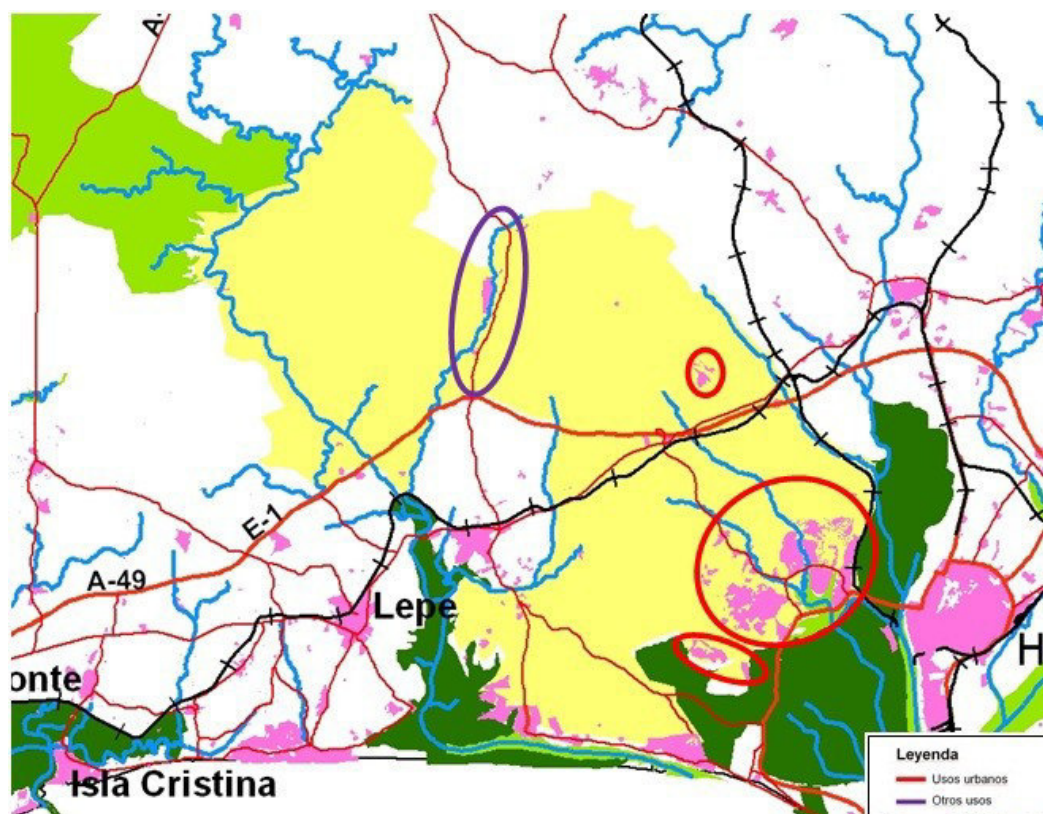 A-
E-1
A-49
Lepe
onte
H
Isla Cristina
Leyenda
Usos urbanos
Otros usos